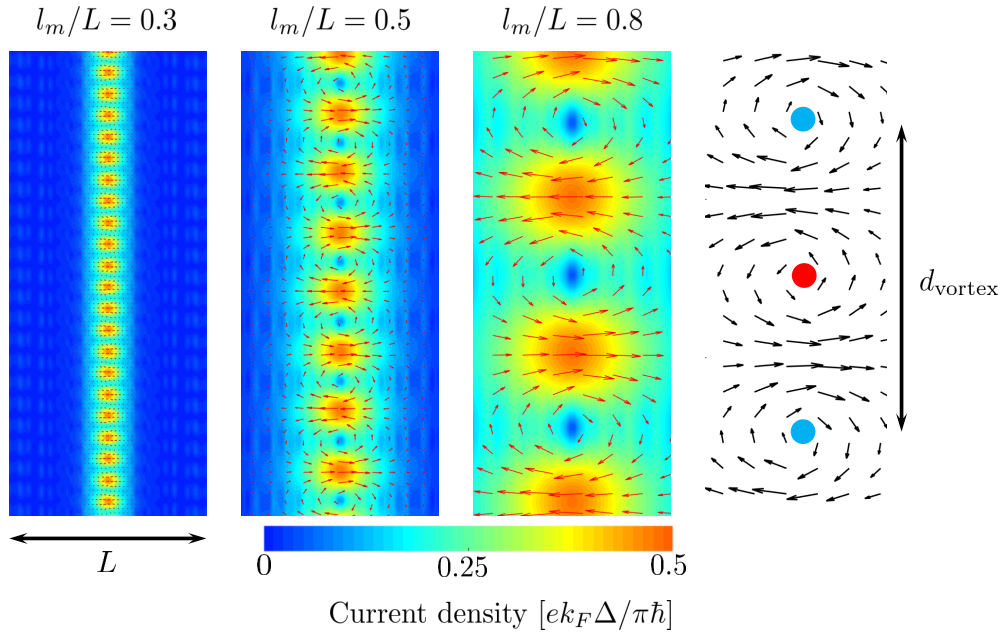 l_m/L = 0.3
l_m/L = 0.5
l_m/L = 0.8
d_vortex
L
0
0.25
0.5
Current density [ek_FΔ/πħ]